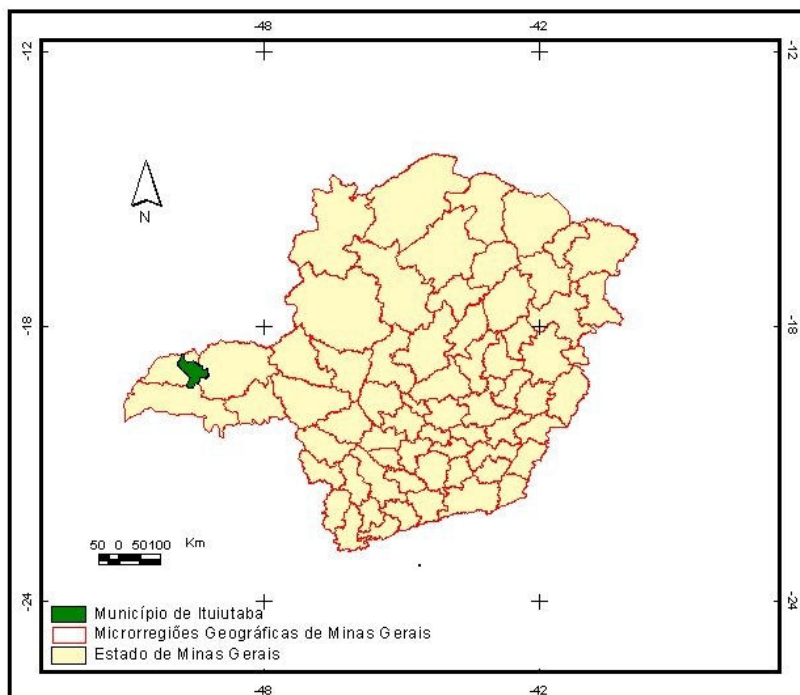 -48 -42
-12 -12
N
-18 -18
50 0 50100 Km
-24 -24
Município de Ituiutaba
Microrregiões Geográficas de Minas Gerais
Estado de Minas Gerais
-48 -42